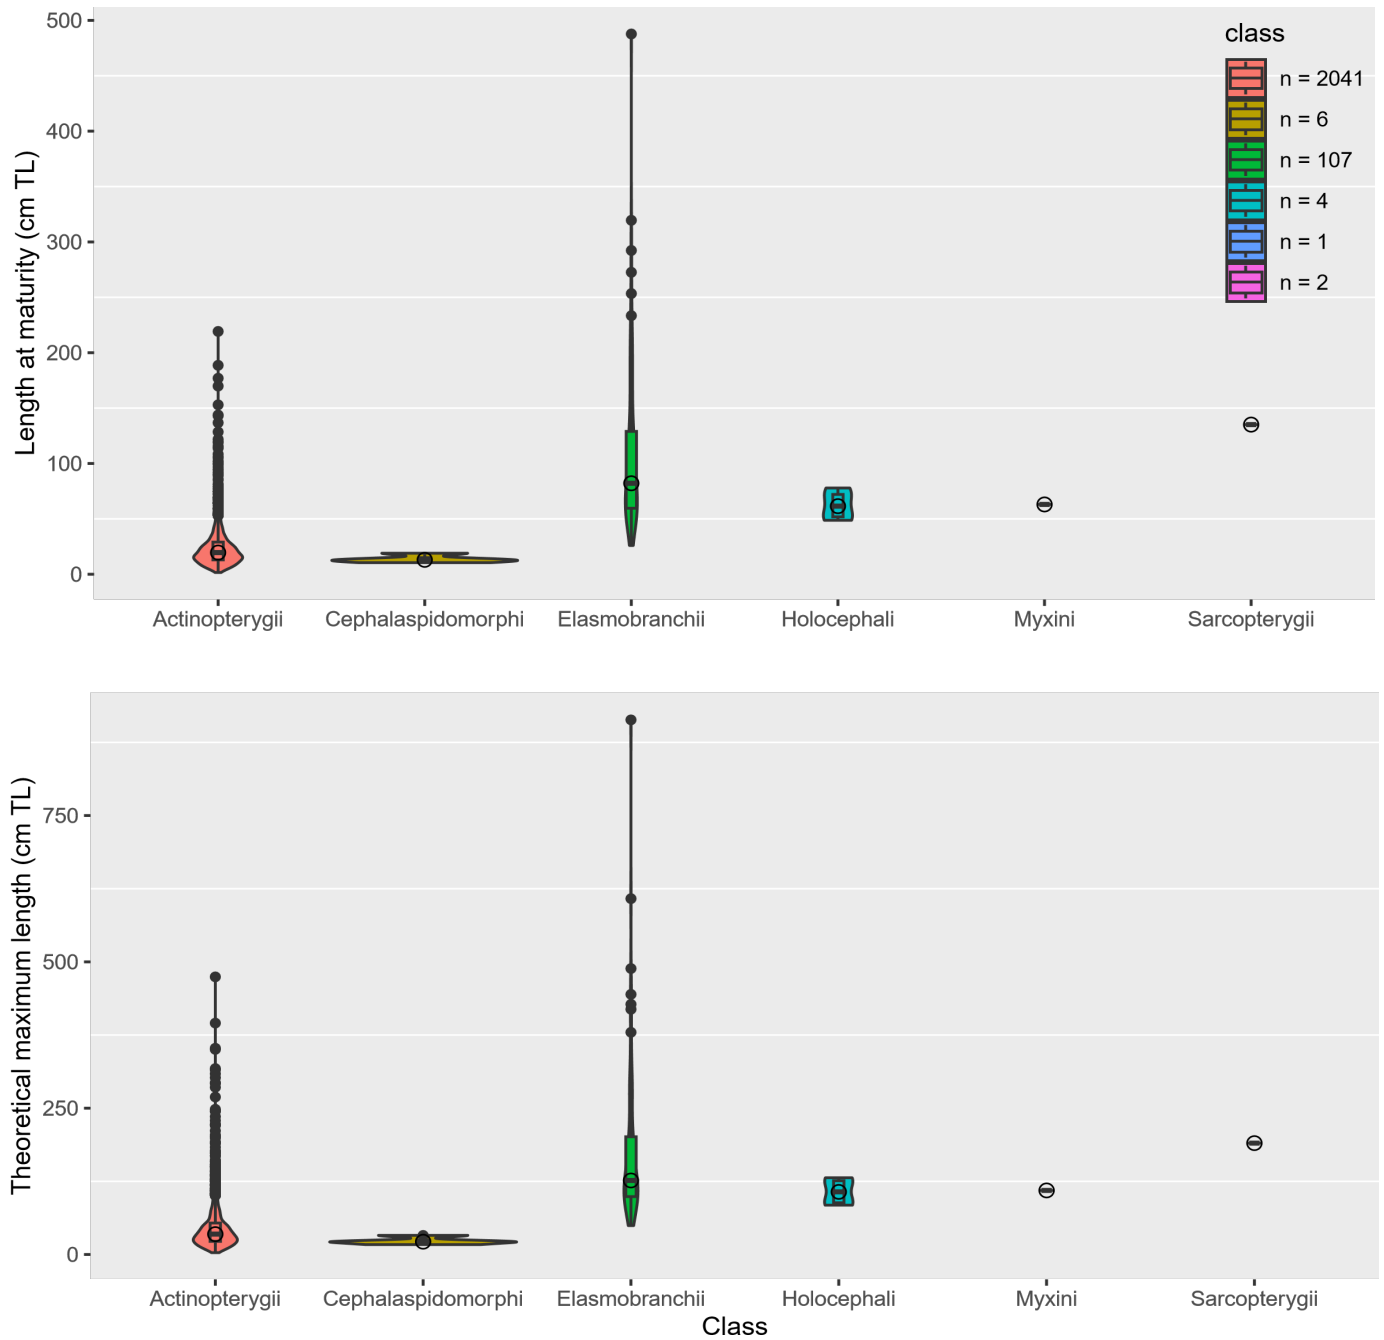 Length at maturity (cm TL)
500
400
300
200
100
0
class
n = 2041
n = 6
n = 107
n = 4
n = 1
n = 2
Actinopterygii Cephalaspidomorphi Elasmobranchii Holocephali Myxini Sarcopterygii
Theoretical maximum length (cm TL)
750
500
250
0
Actinopterygii Cephalaspidomorphi Elasmobranchii Holocephali Myxini Sarcopterygii
Class